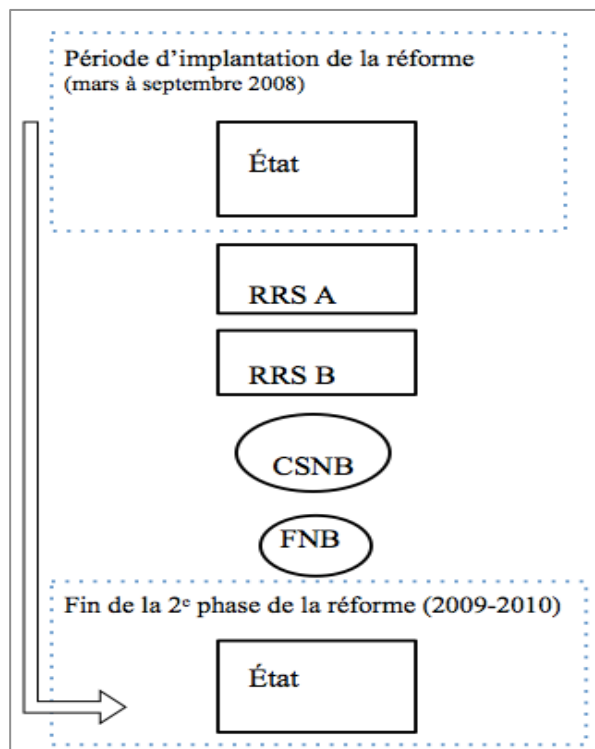 Période d’implantation de la réforme
(mars à septembre 2008)
État
RRS A
RRS B
CSNB
FNB
Fin de la 2e phase de la réforme (2009-2010)
État